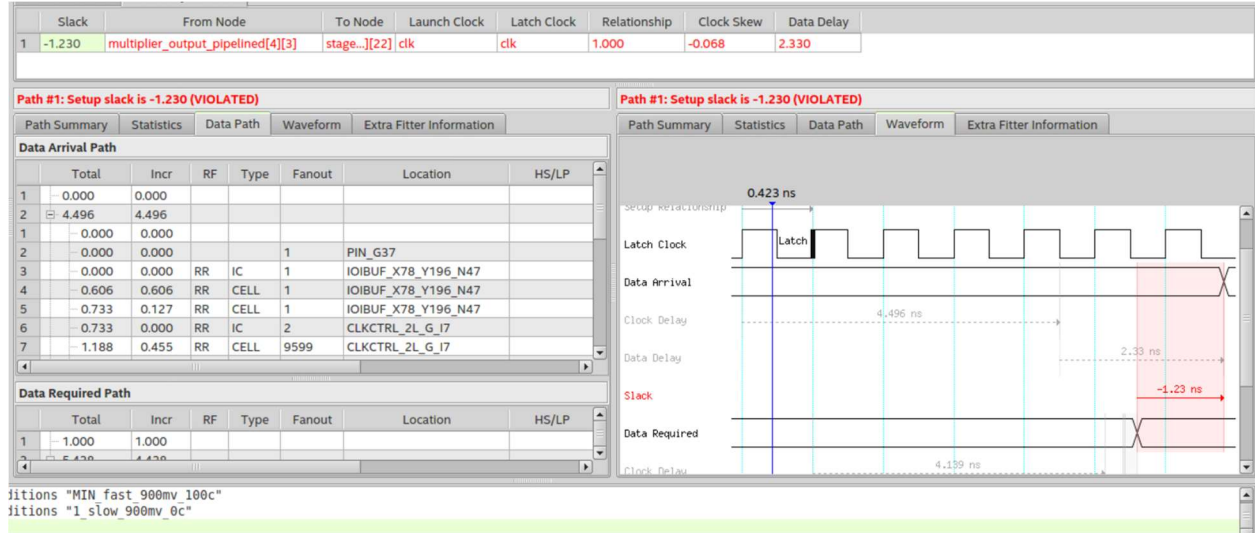 Slack From Node To Node Launch Clock Latch Clock Relationship Clock Skew Data Delay
1 -1.230 multiplier_output_pipelined[4][3] stage...][22] clk clk 1.000 -0.068 2.330
Path #1: Setup slack is -1.230 (VIOLATED)
Path Summary Statistics Data Path Waveform Extra Fitter Information
Data Arrival Path
Total Incr RF Type Fanout Location HS/LP
1 0.000 0.000
2 4.496 4.496
1 0.000 0.000
2 0.000 0.000 1 PIN_G37
3 0.000 0.000 RR IC 1 IOIBUF_X78_Y196_N47
4 0.606 0.606 RR CELL 1 IOIBUF_X78_Y196_N47
5 0.733 0.127 RR CELL 1 IOIBUF_X78_Y196_N47
6 0.733 0.000 RR IC 2 CLKCTRL_2L_G_I7
7 1.188 0.455 RR CELL 9599 CLKCTRL_2L_G_I7
Data Required Path
Total Incr RF Type Fanout Location HS/LP
1 1.000 1.000
Path #1: Setup slack is -1.230 (VIOLATED)
Path Summary Statistics Data Path Waveform Extra Fitter Information
0.423 ns
Setup Relationship
Latch Clock Latch
Data Arrival
Clock Delay 4.496 ns
Data Delay 2.33 ns
Slack -1.23 ns
Data Required
Clock Delay 4.139 ns
ditions "MIN_fast_900mv_100c"
ditions "1_slow_900mv_0c"